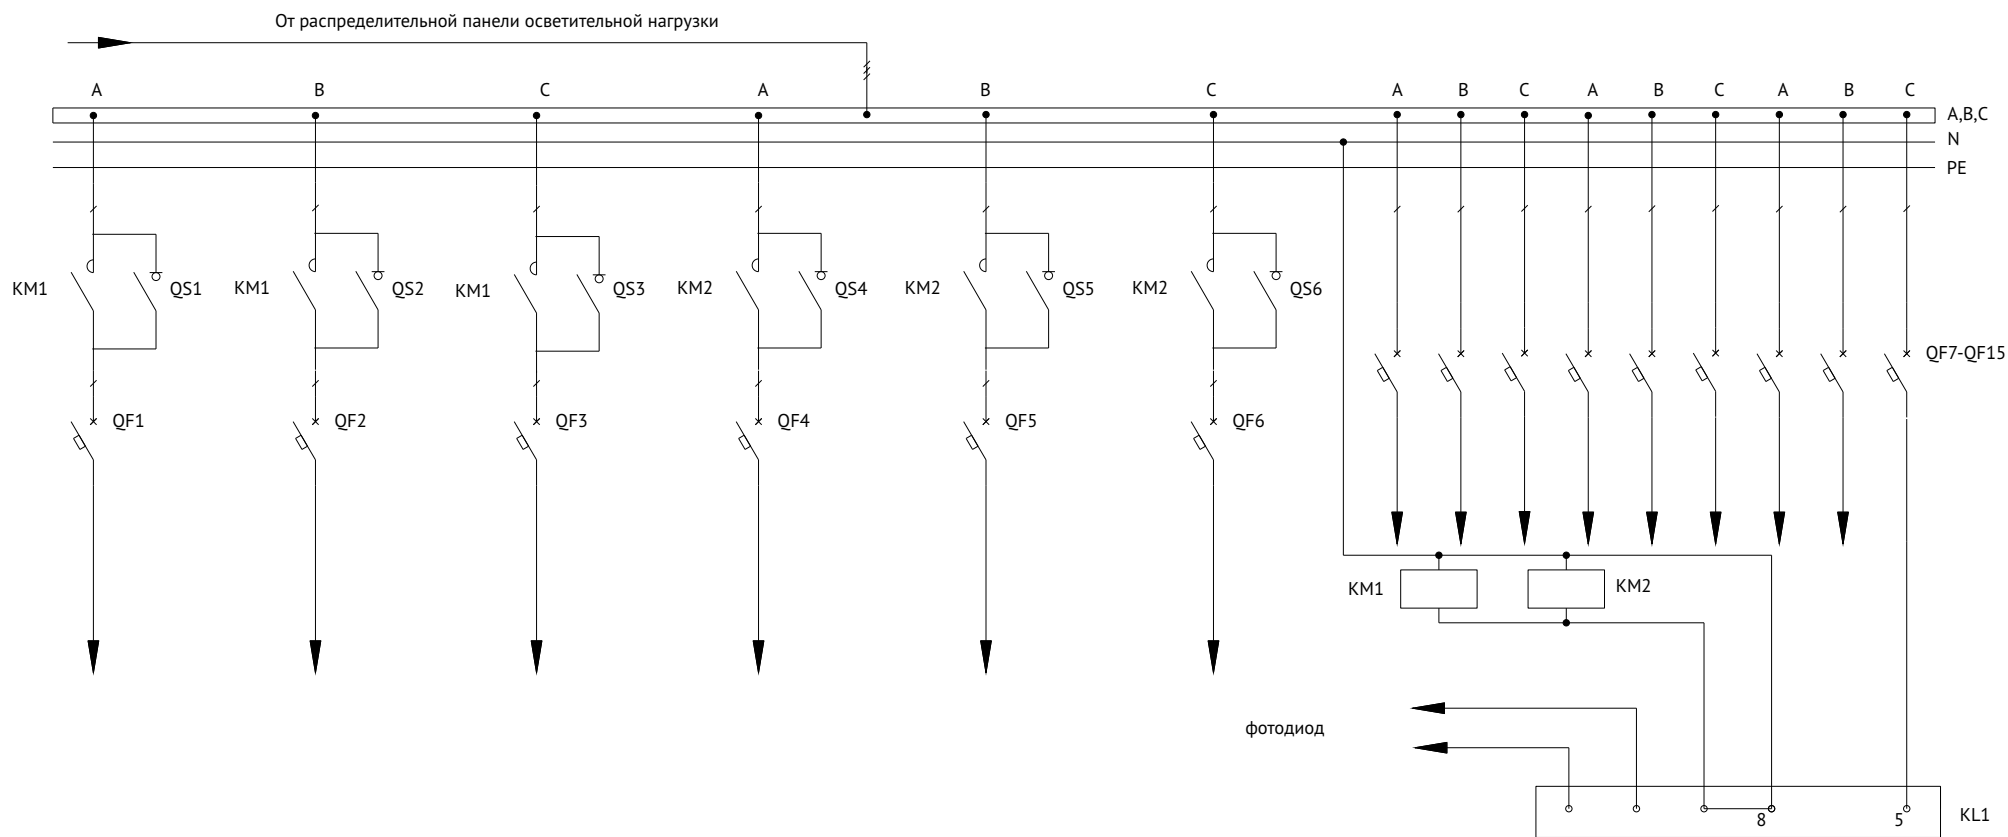 От распределительной панели осветительной нагрузки
A B C A B C A B C A B C A B C
A,B,C
N
PE
KM1 QS1 KM1 QS2 KM1 QS3 KM2 QS4 KM2 QS5 KM2 QS6
QF7-QF15
QF1 QF2 QF3 QF4 QF5 QF6
KM1 KM2
фотодиод
8 5 KL1